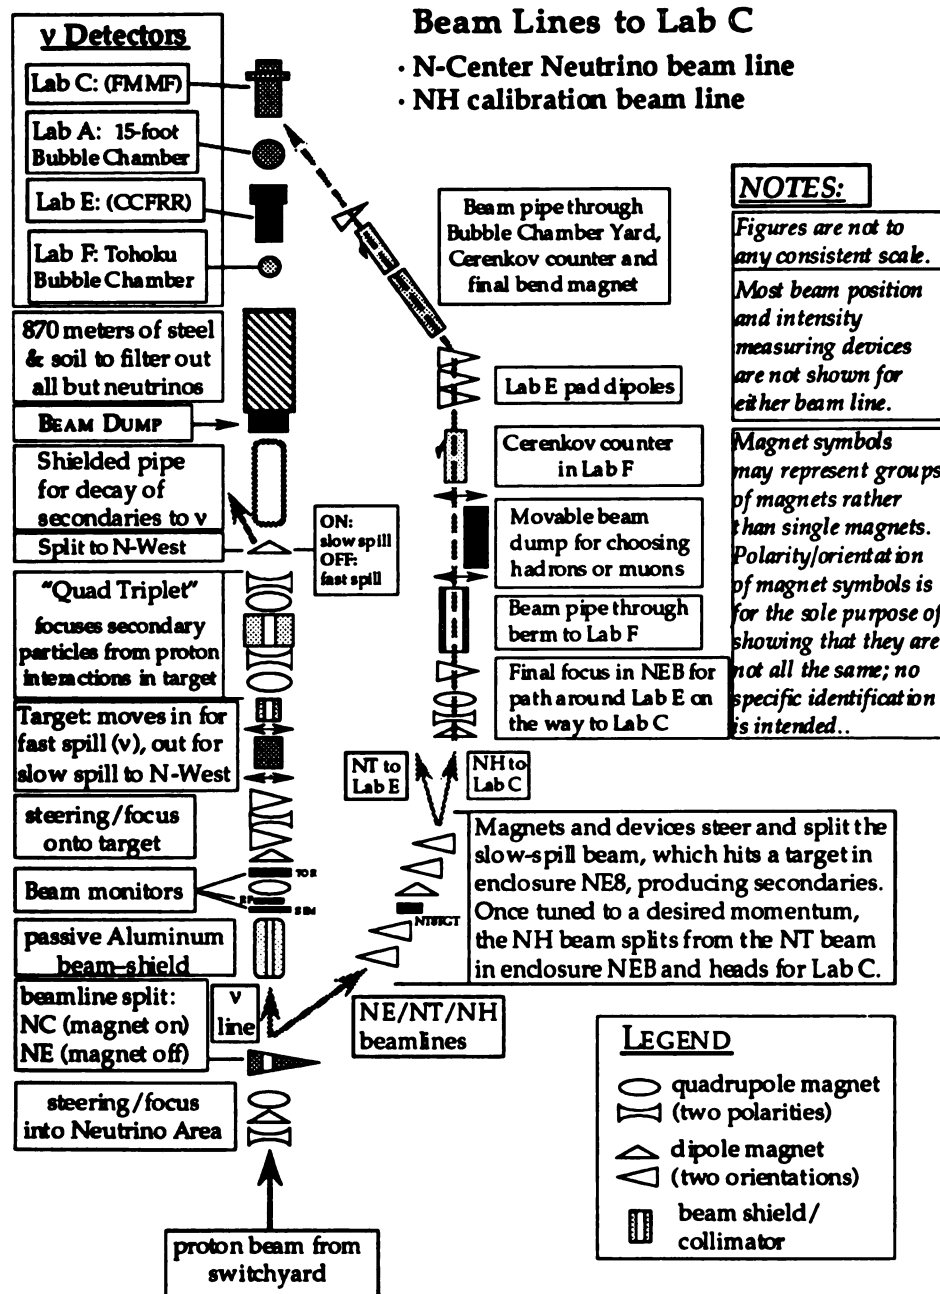 Beam Lines to Lab C
· N-Center Neutrino beam line
· NH calibration beam line
ν Detectors
Lab C: (FMMF)
Lab A: 15-foot
Bubble Chamber
Lab E: (CCFRR)
Lab F: Tohoku
Bubble Chamber
870 meters of steel
& soil to filter out
all but neutrinos
BEAM DUMP
Shielded pipe
for decay of
secondaries to ν
Split to N-West
ON:
slow spill
OFF:
fast spill
"Quad Triplet"
focuses secondary
particles from proton
interactions in target
Target: moves in for
fast spill (ν), out for
slow spill to N-West
steering/focus
onto target
Beam monitors
TOR
SEM
passive Aluminum
beam-shield
beamline split:
NC (magnet on)
NE (magnet off)
ν
line
steering/focus
into Neutrino Area
proton beam from
switchyard
Beam pipe through
Bubble Chamber Yard,
Cerenkov counter and
final bend magnet
Lab E pad dipoles
Cerenkov counter
in Lab F
Movable beam
dump for choosing
hadrons or muons
Beam pipe through
berm to Lab F
Final focus in NEB for
path around Lab E on
the way to Lab C
NT to
Lab E
NH to
Lab C
Magnets and devices steer and split the
slow-spill beam, which hits a target in
enclosure NE8, producing secondaries.
Once tuned to a desired momentum,
the NH beam splits from the NT beam
in enclosure NEB and heads for Lab C.
NE/NT/NH
beamlines
NOTES:
Figures are not to
any consistent scale.
Most beam position
and intensity
measuring devices
are not shown for
either beam line.
Magnet symbols
may represent groups
of magnets rather
than single magnets.
Polarity/orientation
of magnet symbols is
for the sole purpose of
showing that they are
not all the same; no
specific identification
is intended..
LEGEND
quadrupole magnet
(two polarities)
dipole magnet
(two orientations)
beam shield/
collimator